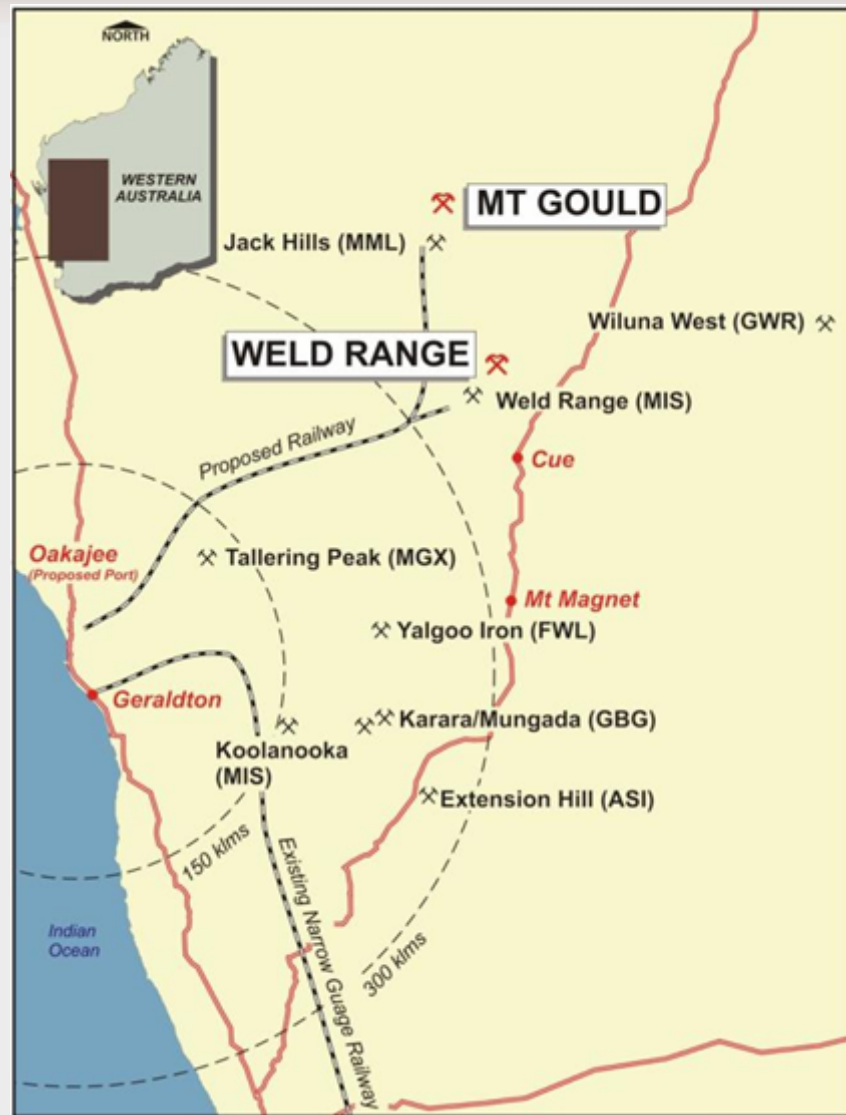 NORTH
WESTERN
AUSTRALIA
MT GOULD
Jack Hills (MML)
Wiluna West (GWR)
WELD RANGE
Weld Range (MIS)
Proposed Railway
Cue
Oakajee
(Proposed Port)
Tallering Peak (MGX)
Mt Magnet
Yalgoo Iron (FWL)
Geraldton
Karara/Mungada (GBG)
Koolanooka
(MIS)
Extension Hill (ASI)
150 klms
Existing Narrow Guage Railway
Indian
Ocean
300 klms